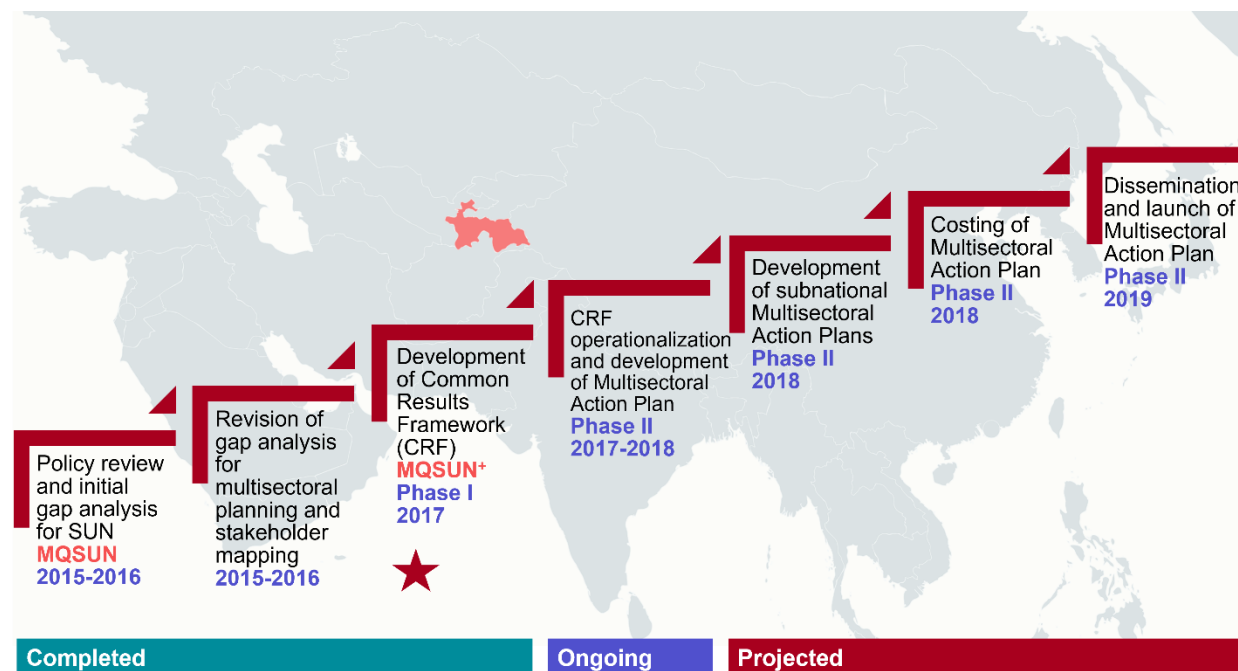 Policy review
and initial
gap analysis
for SUN
MQSUN
2015-2016
Revision of
gap analysis
for
multisectoral
planning and
stakeholder
mapping
2015-2016
Development
of Common
Results
Framework
(CRF)
MQSUN+
Phase I
2017
CRF
operationalization
and development
of Multisectoral
Action Plan
Phase II
2017-2018
Development
of subnational
Multisectoral
Action Plans
Phase II
2018
Costing of
Multisectoral
Action Plan
Phase II
2018
Dissemination
and launch of
Multisectoral
Action Plan
Phase II
2019
Completed
Ongoing
Projected